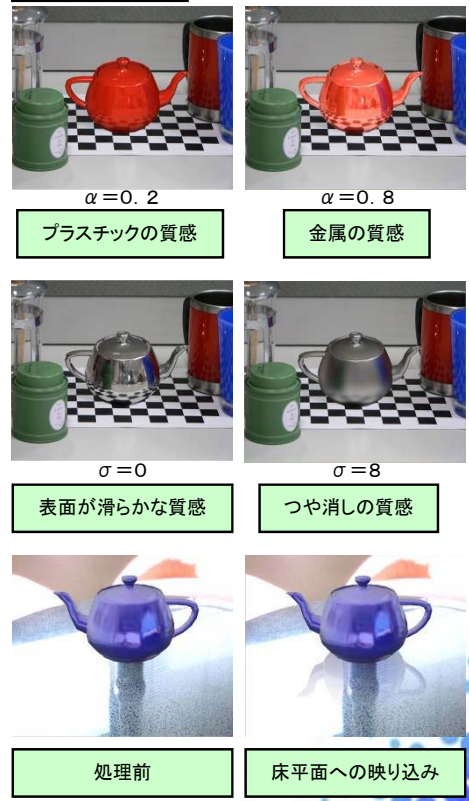 α=0.2
α=0.8
プラスチックの質感
金属の質感
σ=0
σ=8
表面が滑らかな質感
つや消しの質感
処理前
床平面への映り込み